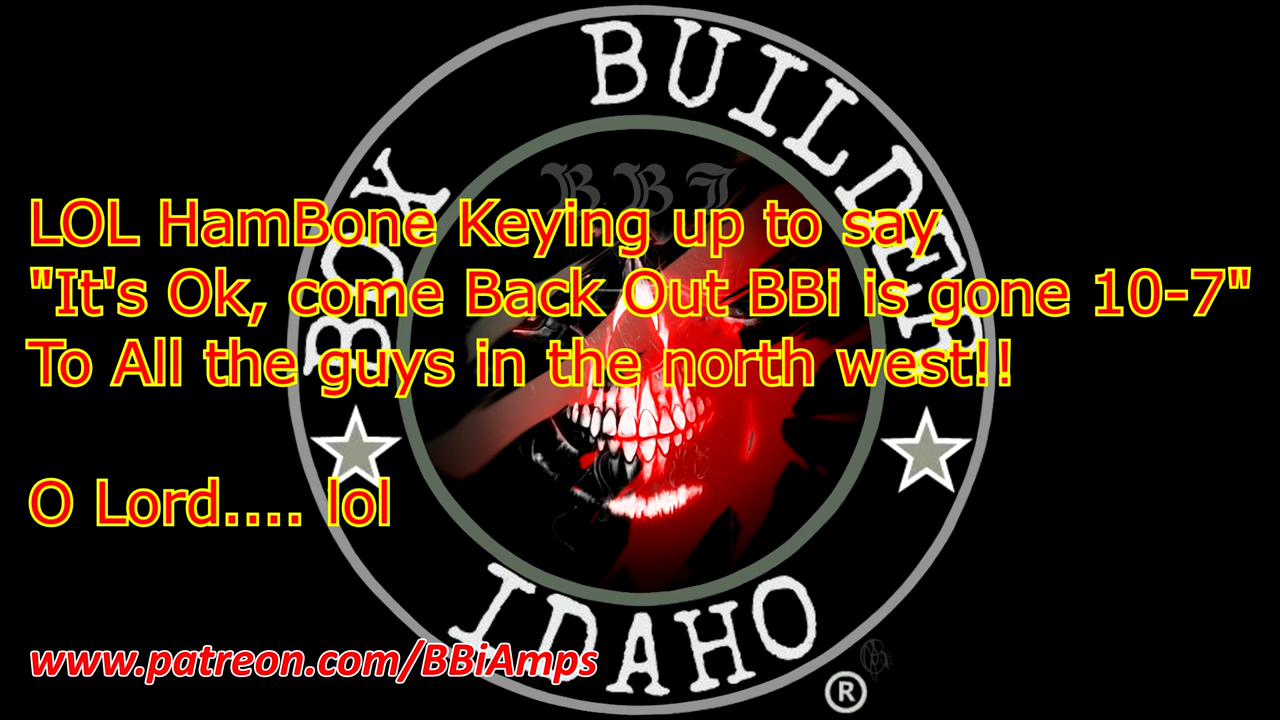 BOX BUILDER
BBI
LOL HamBone Keying up to say
"It's Ok, come Back Out BBi is gone 10-7"
To All the guys in the north west!!
O Lord.... lol
IDAHO
www.patreon.com/BBiAmps
®